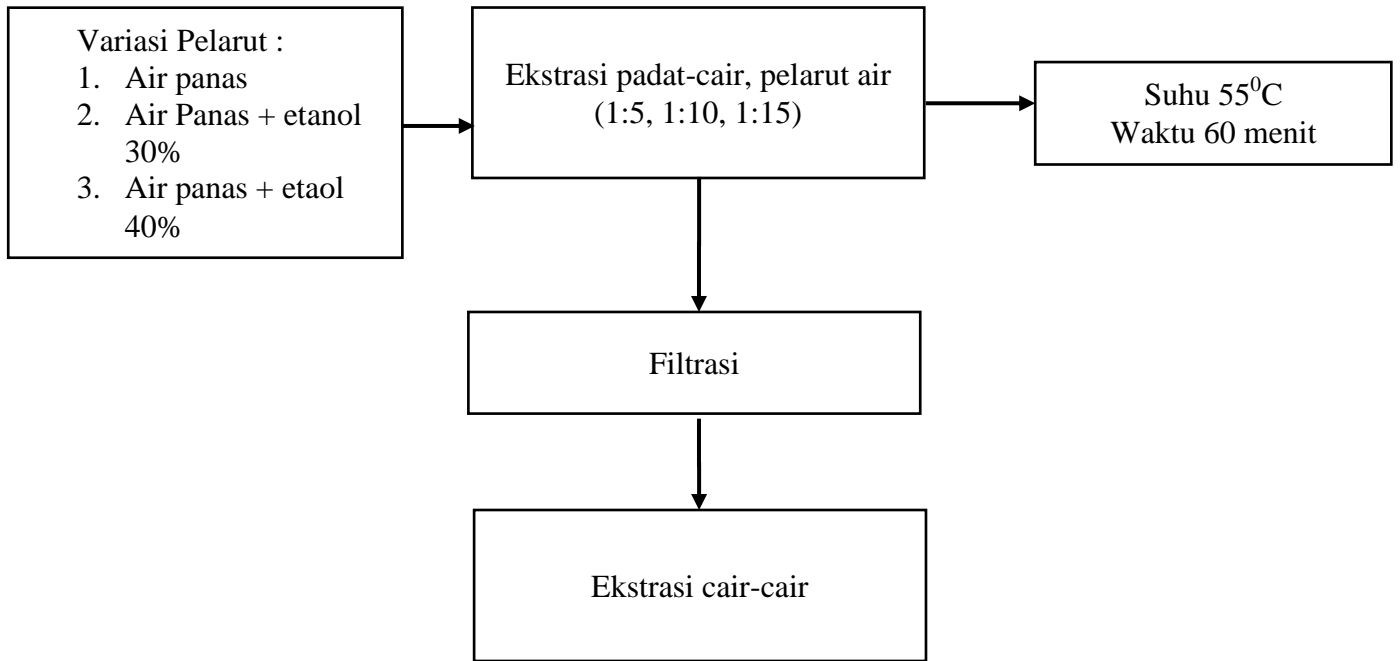 Variasi Pelarut :
1. Air panas
2. Air Panas + etanol
30%
3. Air panas + etaol
40%
Ekstrasi padat-cair, pelarut air
(1:5, 1:10, 1:15)
Suhu 55⁰C
Waktu 60 menit
Filtrasi
Ekstrasi cair-cair